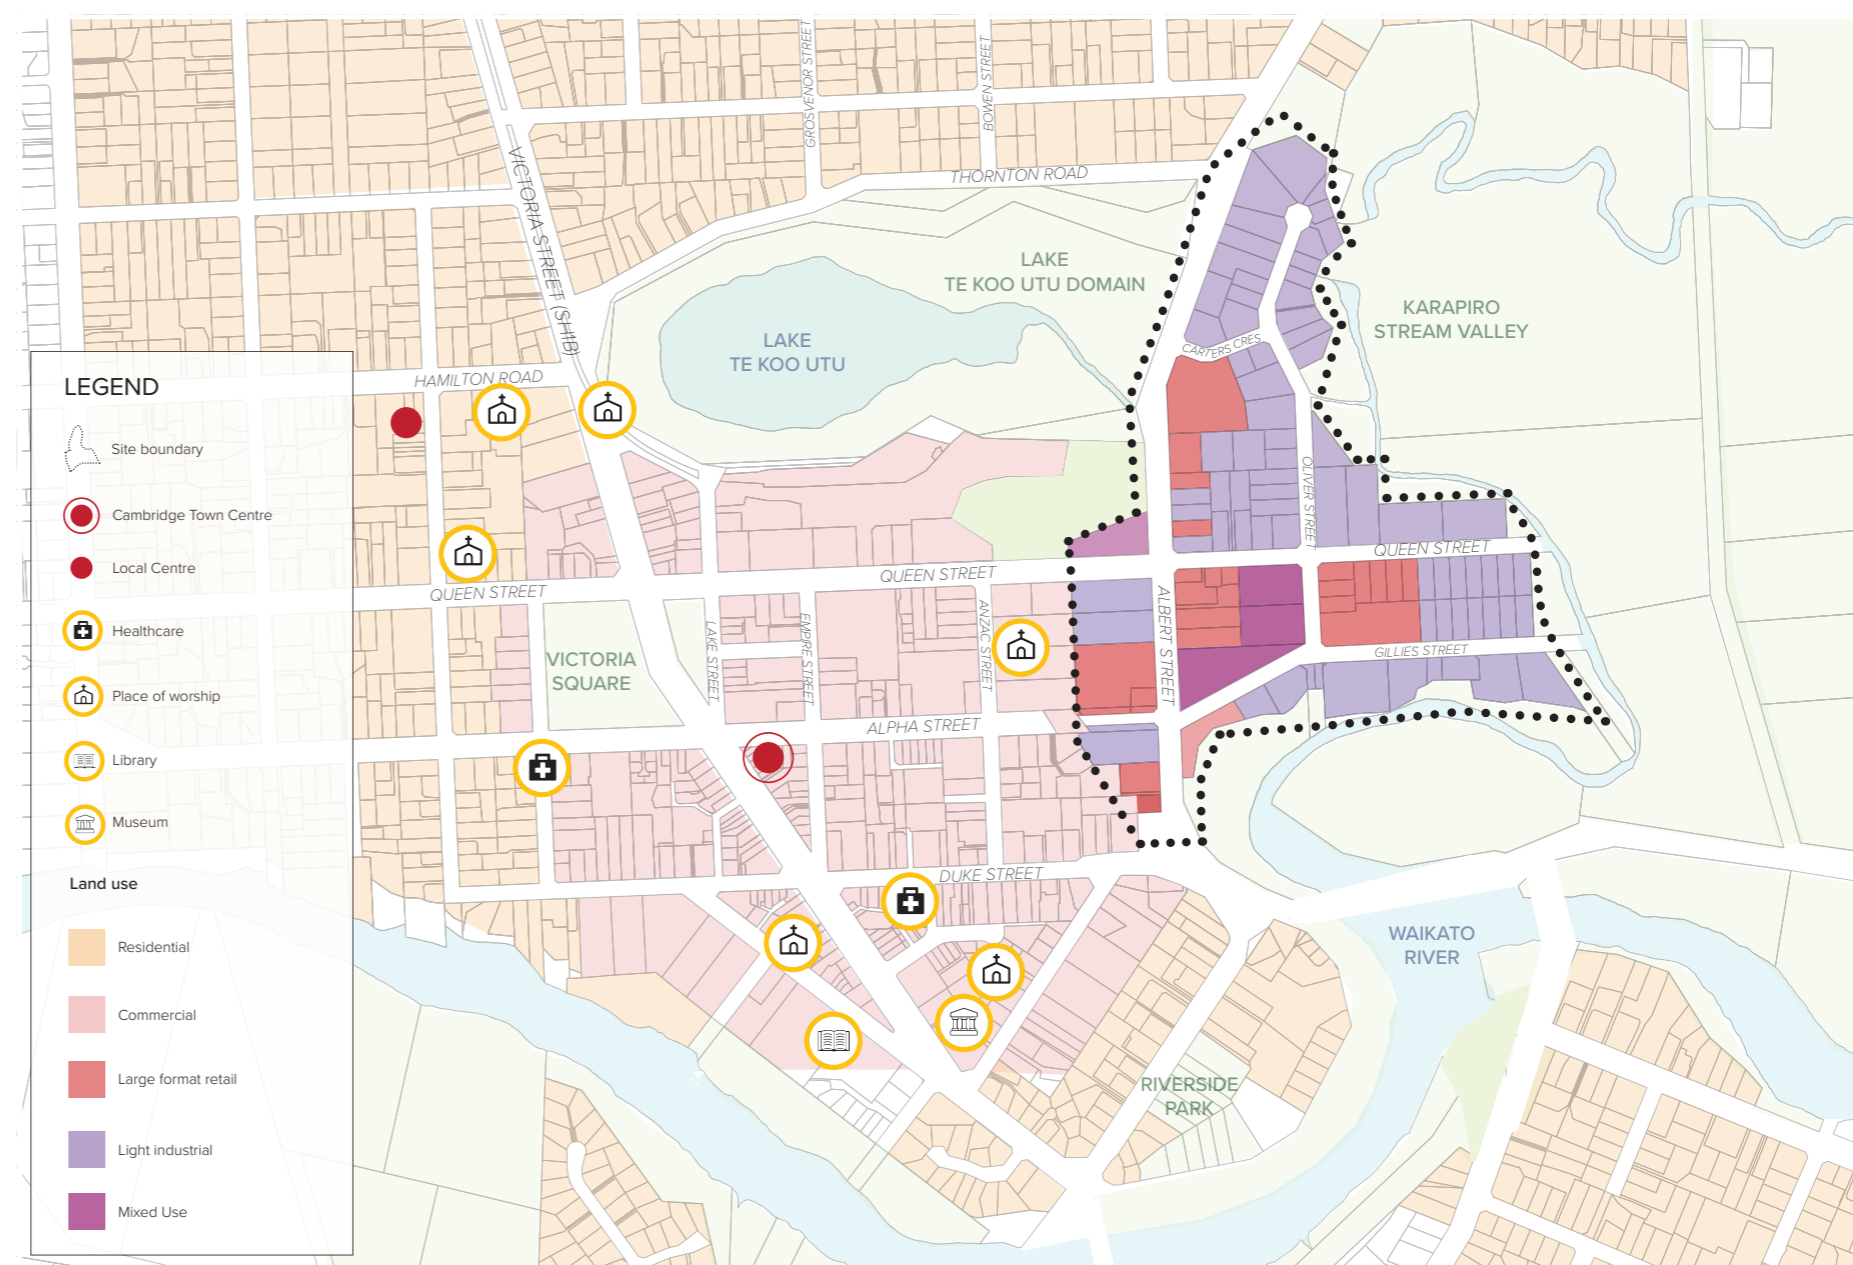 GROSVENOR STREET
BOWEN STREET
VICTORIA STREET (SH1B)
THORNTON ROAD
LAKE
TE KOO UTU DOMAIN
LAKE
TE KOO UTU
KARAPIRO
STREAM VALLEY
CARTERS CRES
HAMILTON ROAD
OLIVER STREET
QUEEN STREET
QUEEN STREET
QUEEN STREET
ALBERT STREET
ANZAC STREET
EMPIRE STREET
LAKE STREET
VICTORIA
SQUARE
GILLIES STREET
ALPHA STREET
DUKE STREET
WAIKATO
RIVER
RIVERSIDE
PARK
LEGEND
Site boundary
Cambridge Town Centre
Local Centre
Healthcare
Place of worship
Library
Museum
Land use
Residential
Commercial
Large format retail
Light industrial
Mixed Use